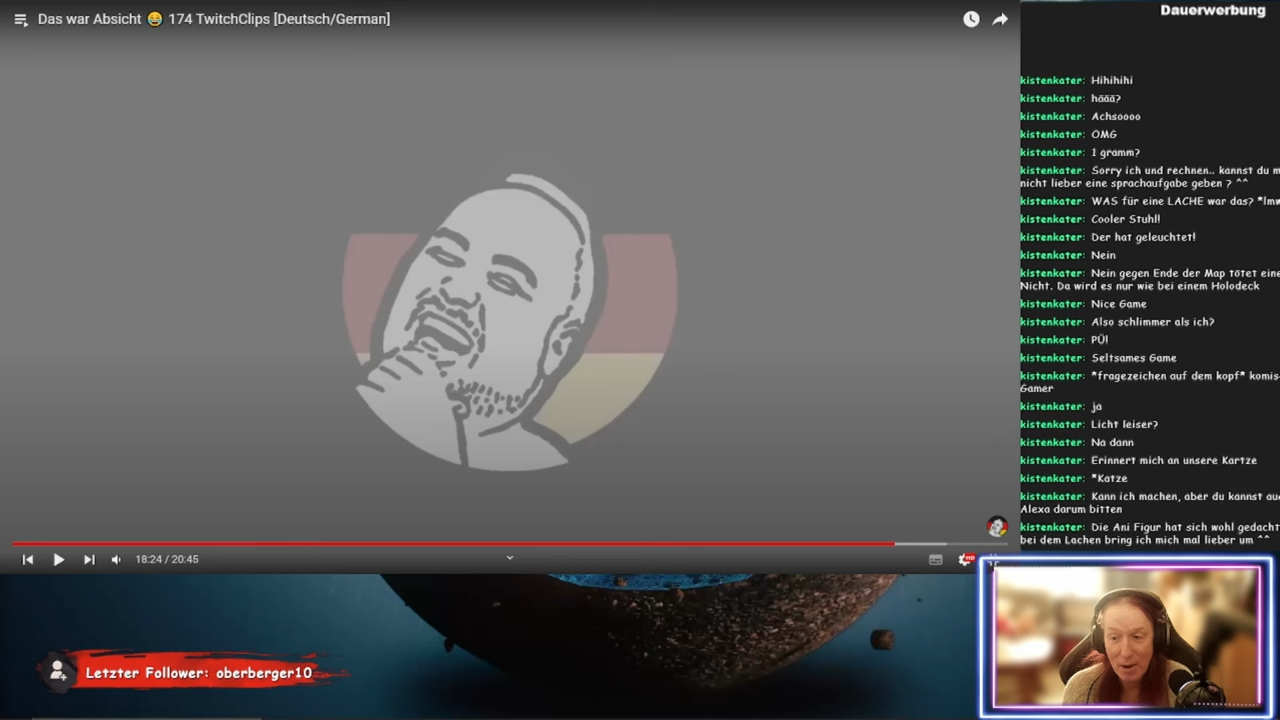 Das war Absicht 😂 174 TwitchClips [Deutsch/German]
Dauerwerbung
kistenkater: Hihihihi
kistenkater: häää?
kistenkater: Achsoooo
kistenkater: OMG
kistenkater: 1 gramm?
kistenkater: Sorry ich und rechnen.. kannst du m
nicht lieber eine sprachaufgabe geben ? ^^
kistenkater: WAS für eine LACHE war das? *lmw
kistenkater: Cooler Stuhl!
kistenkater: Der hat geleuchtet!
kistenkater: Nein
kistenkater: Nein gegen Ende der Map tötet eine
Nicht. Da wird es nur wie bei einem Holodeck
kistenkater: Nice Game
kistenkater: Also schlimmer als ich?
kistenkater: PÜ!
kistenkater: Seltsames Game
kistenkater: *fragezeichen auf dem kopf* komis
Gamer
kistenkater: ja
kistenkater: Licht leiser?
kistenkater: Na dann
kistenkater: Erinnert mich an unsere Kartze
kistenkater: *Katze
kistenkater: Kann ich machen, aber du kannst au
Alexa darum bitten
kistenkater: Die Ani Figur hat sich wohl gedach
bei dem Lachen bring ich mich mal lieber um ^^
18:24 / 20:45
HD
Letzter Follower: oberberger10